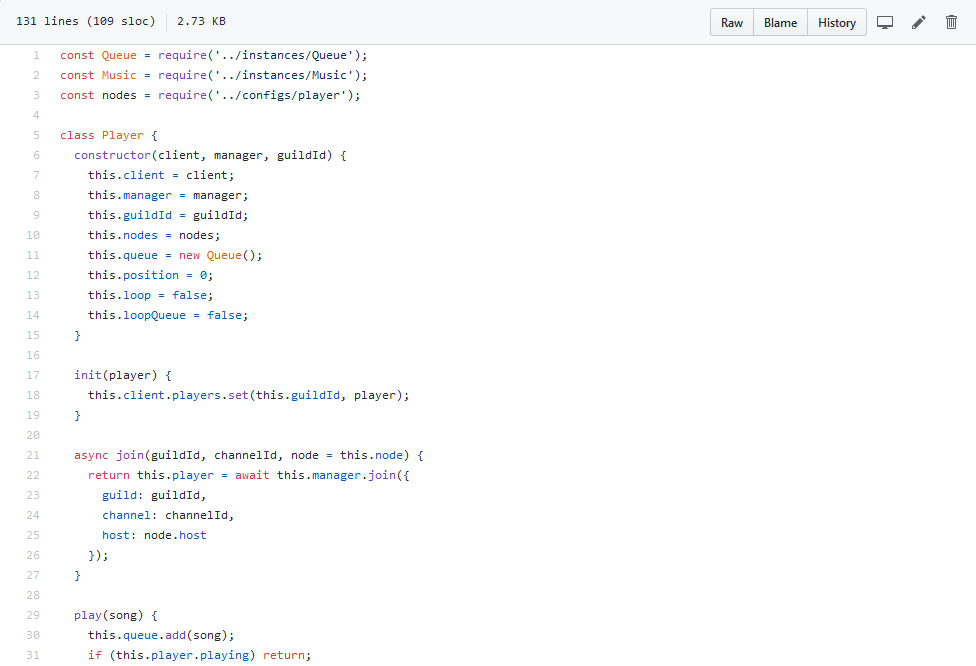 131 lines (109 sloc) 2.73 KB Raw Blame History
1 const Queue = require('../instances/Queue');
2 const Music = require('../instances/Music');
3 const nodes = require('../configs/player');
4
5 class Player {
6 constructor(client, manager, guildId) {
7 this.client = client;
8 this.manager = manager;
9 this.guildId = guildId;
10 this.nodes = nodes;
11 this.queue = new Queue();
12 this.position = 0;
13 this.loop = false;
14 this.loopQueue = false;
15 }
16
17 init(player) {
18 this.client.players.set(this.guildId, player);
19 }
20
21 async join(guildId, channelId, node = this.node) {
22 return this.player = await this.manager.join({
23 guild: guildId,
24 channel: channelId,
25 host: node.host
26 });
27 }
28
29 play(song) {
30 this.queue.add(song);
31 if (this.player.playing) return;